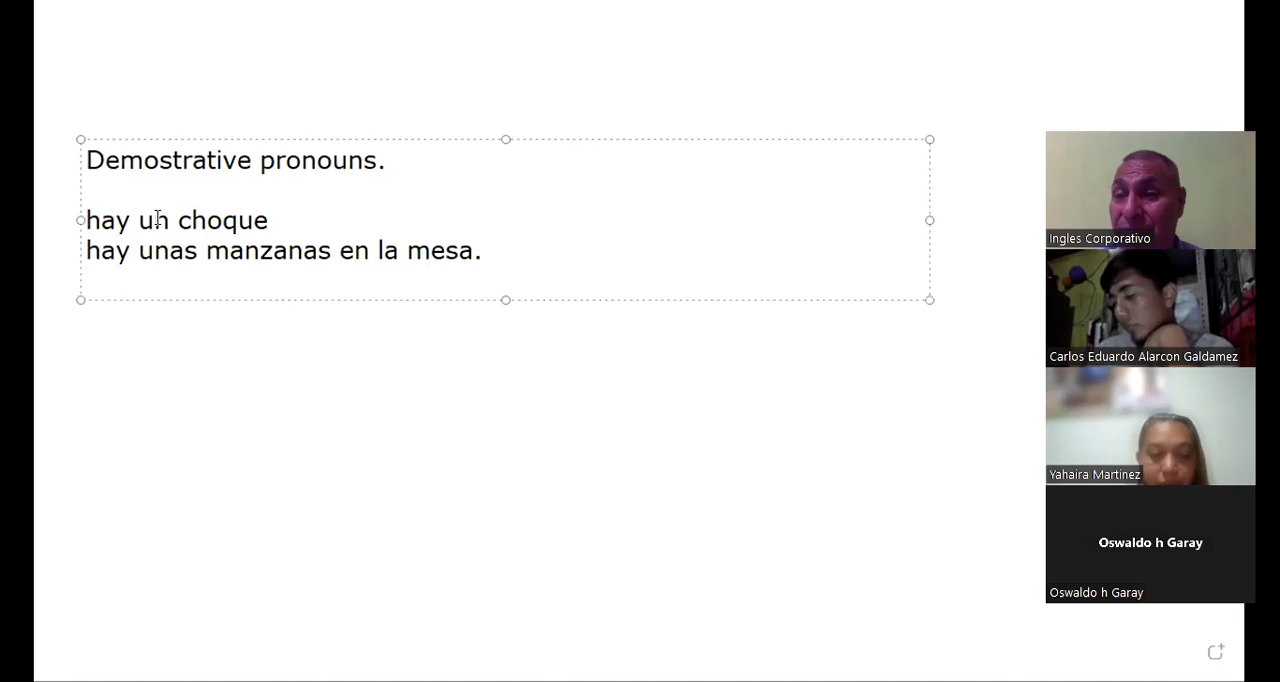 Demostrative pronouns.
hay un choque
hay unas manzanas en la mesa.
Ingles Corporativo
Carlos Eduardo Alarcon Galdamez
Yahaira Martinez
Oswaldo h Garay
Oswaldo h Garay